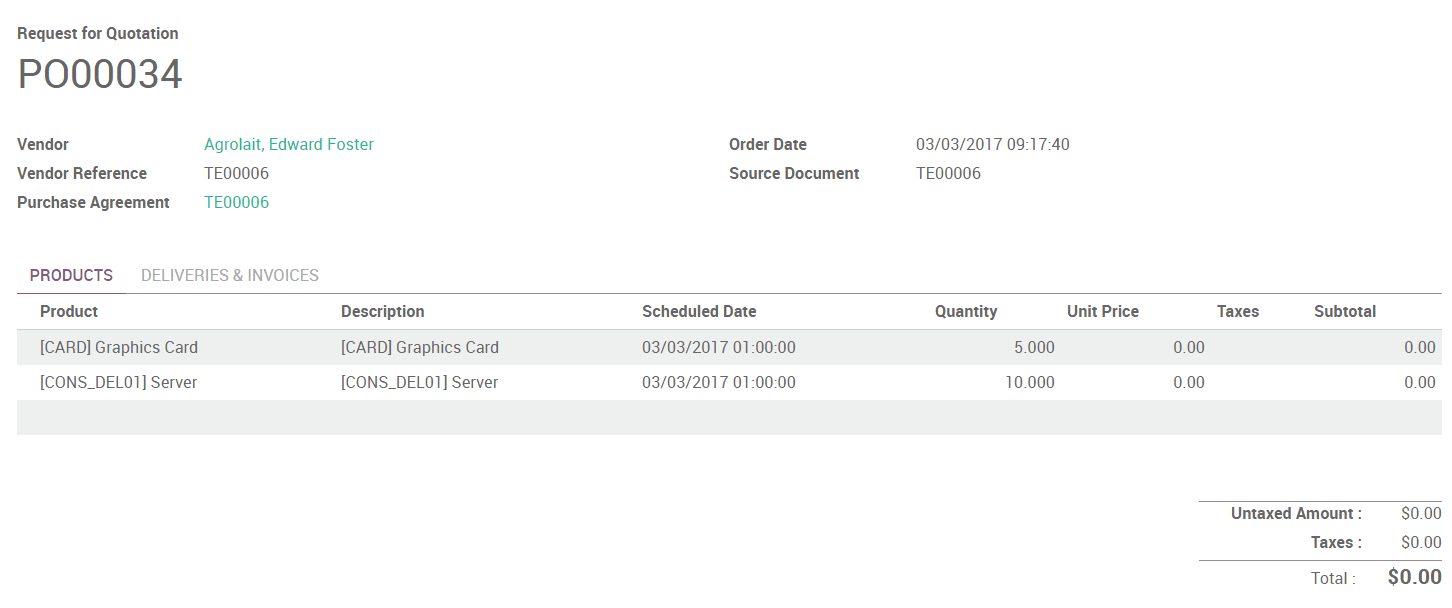 Request for Quotation
PO00034
Vendor Agrolait, Edward Foster Order Date 03/03/2017 09:17:40
Vendor Reference TE00006 Source Document TE00006
Purchase Agreement TE00006
PRODUCTS DELIVERIES & INVOICES
Product Description Scheduled Date Quantity Unit Price Taxes Subtotal
[CARD] Graphics Card [CARD] Graphics Card 03/03/2017 01:00:00 5.000 0.00 0.00
[CONS_DEL01] Server [CONS_DEL01] Server 03/03/2017 01:00:00 10.000 0.00 0.00
Untaxed Amount : $0.00
Taxes : $0.00
Total : $0.00